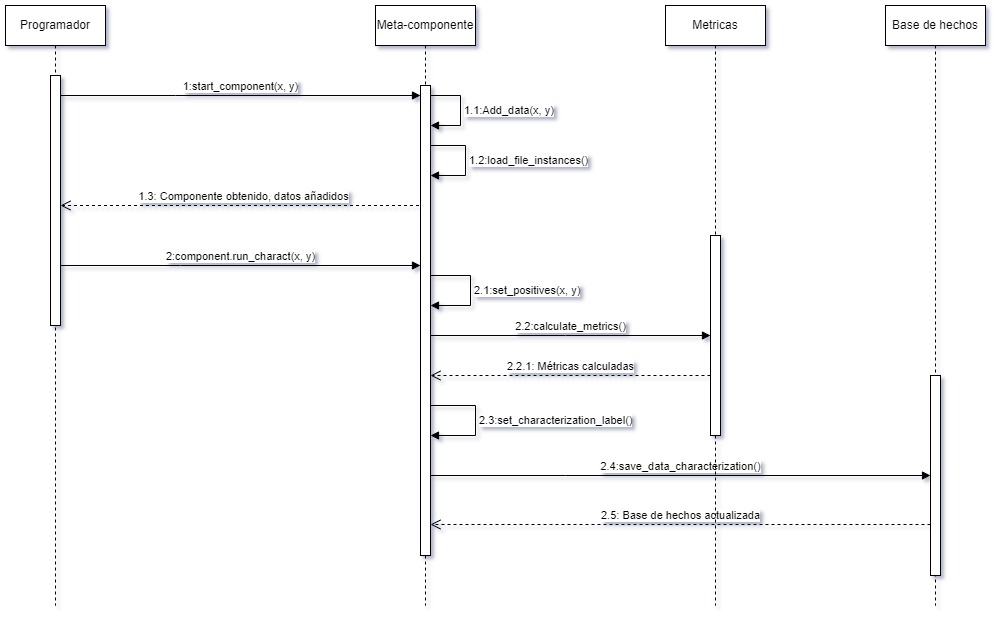 Programador
Meta-componente
Metricas
Base de hechos
1:start_component(x, y)
1.1:Add_data(x, y)
1.2:load_file_instances()
1.3: Componente obtenido, datos añadidos
2:component.run_charact(x, y)
2.1:set_positives(x, y)
2.2:calculate_metrics()
2.2.1: Métricas calculadas
2.3:set_characterization_label()
2.4:save_data_characterization()
2.5: Base de hechos actualizada